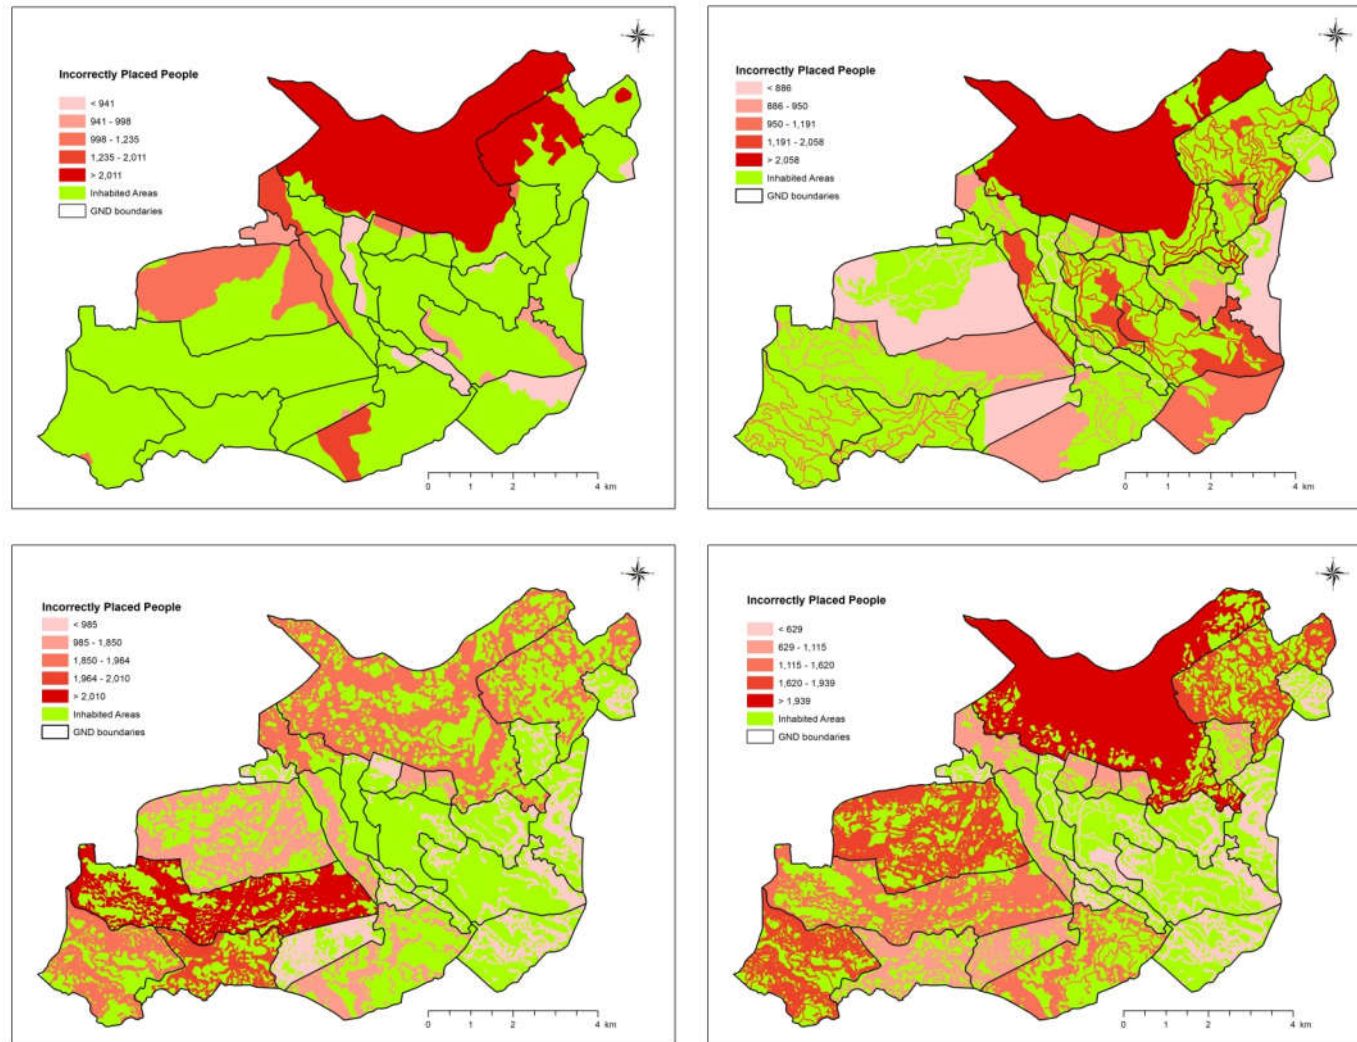 Incorrectly Placed People
< 941
941 - 998
998 - 1,235
1,235 - 2,011
> 2,011
Inhabited Areas
GND boundaries
0 1 2 4 km
Incorrectly Placed People
< 886
886 - 950
950 - 1,191
1,191 - 2,058
> 2,058
Inhabited Areas
GND boundaries
0 1 2 4 km
Incorrectly Placed People
< 985
985 - 1,850
1,850 - 1,964
1,964 - 2,010
> 2,010
Inhabited Areas
GND boundaries
0 1 2 4 km
Incorrectly Placed People
< 629
629 - 1,115
1,115 - 1,620
1,620 - 1,939
> 1,939
Inhabited Areas
GND boundaries
0 1 2 4 km